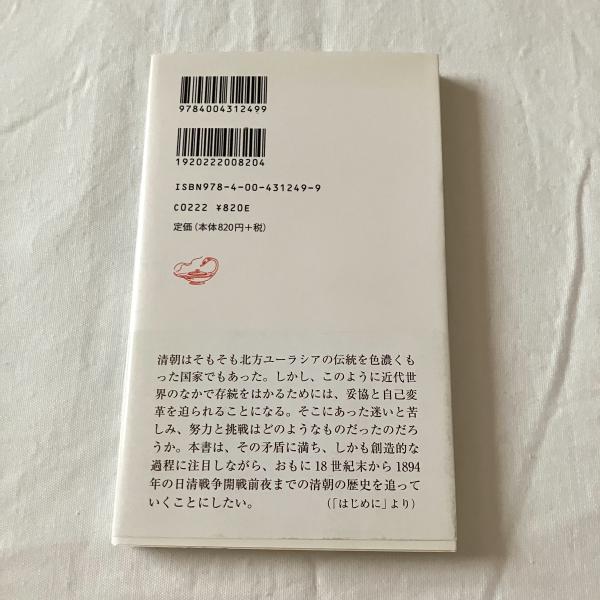 9784004312499
1920222008204
ISBN978-4-00-431249-9
C0222 ¥820E
定価（本体820円+税）
清朝はそもそも北方ユーラシアの伝統を色濃くも
った国家でもあった。しかし、このように近代世
界のなかで存続をはかるためには、妥協と自己変
革を迫られることになる。そこにあった迷いと苦
しみ、努力と挑戦はどのようなものだったのだろ
うか。本書は、その矛盾に満ち、しかも創造的な
過程に注目しながら、おもに18世紀末から1894
年の日清戦争開戦前夜までの清朝の歴史を追って
いくことにしたい。 （「はじめに」より）